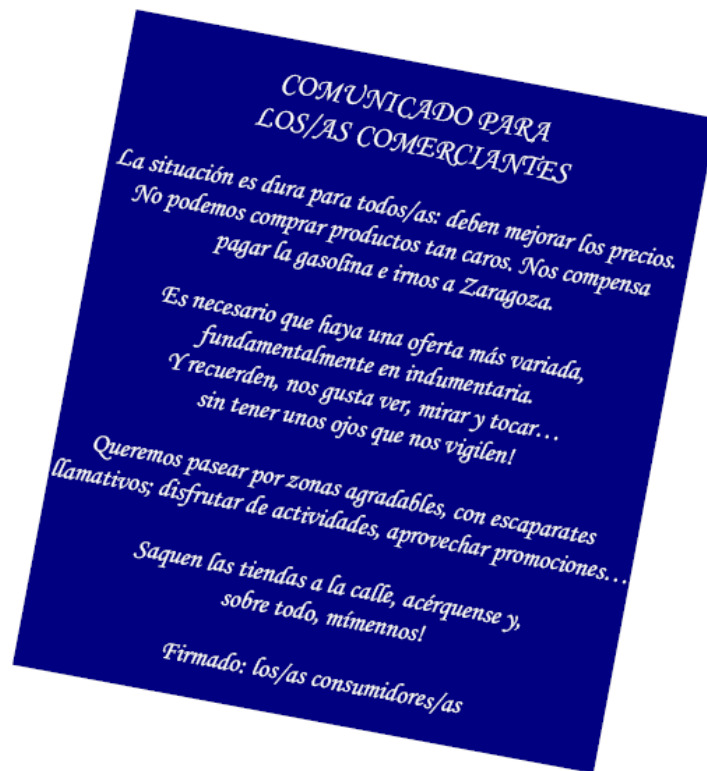 COMUNICADO PARA
LOS/AS COMERCIANTES
La situación es dura para todos/as: deben mejorar los precios.
No podemos comprar productos tan caros. Nos compensa
pagar la gasolina e irnos a Zaragoza.
Es necesario que haya una oferta más variada,
fundamentalmente en indumentaria.
Y recuerden, nos gusta ver, mirar y tocar…
sin tener unos ojos que nos vigilen!
Queremos pasear por zonas agradables, con escaparates
llamativos; disfrutar de actividades, aprovechar promociones…
Saquen las tiendas a la calle, acérquense y,
sobre todo, mímennos!
Firmado: los/as consumidores/as